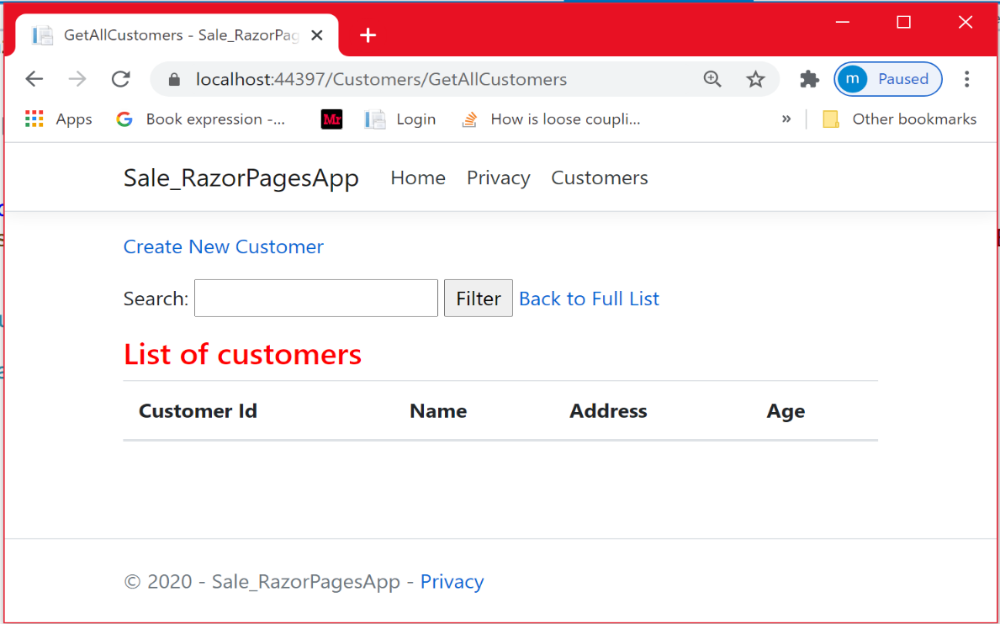 GetAllCustomers - Sale_RazorPag
localhost:44397/Customers/GetAllCustomers
m Paused
Apps Book expression -... Mr Login How is loose coupli... » Other bookmarks
Sale_RazorPagesApp Home Privacy Customers
Create New Customer
Search: Filter Back to Full List
List of customers
Customer Id Name Address Age
© 2020 - Sale_RazorPagesApp - Privacy